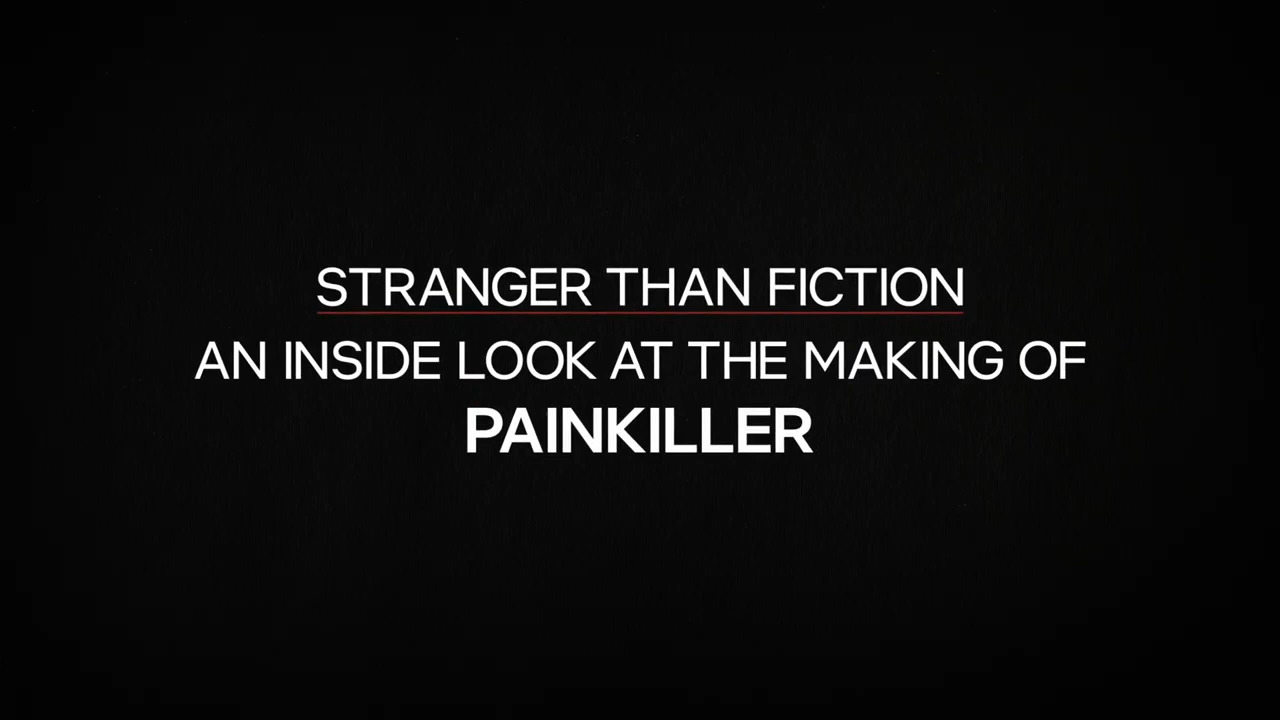 STRANGER THAN FICTION
AN INSIDE LOOK AT THE MAKING OF
PAINKILLER